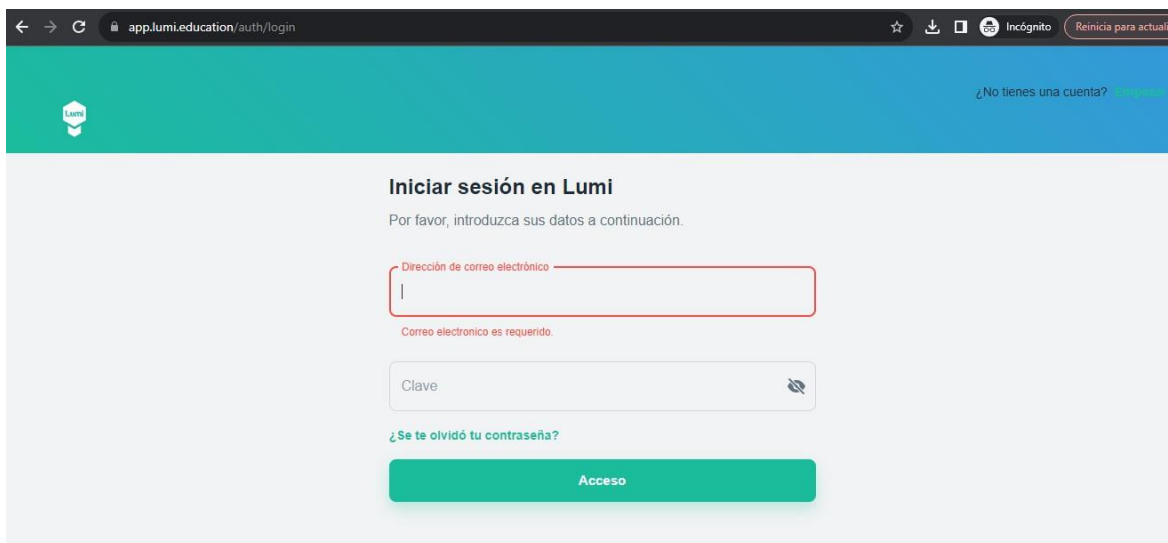 app.lumi.education/auth/login
Incógnito
Reinicia para actuali
¿No tienes una cuenta?
Lumi
Iniciar sesión en Lumi
Por favor, introduzca sus datos a continuación.
Dirección de correo electrónico
Correo electronico es requerido.
Clave
¿Se te olvidó tu contraseña?
Acceso